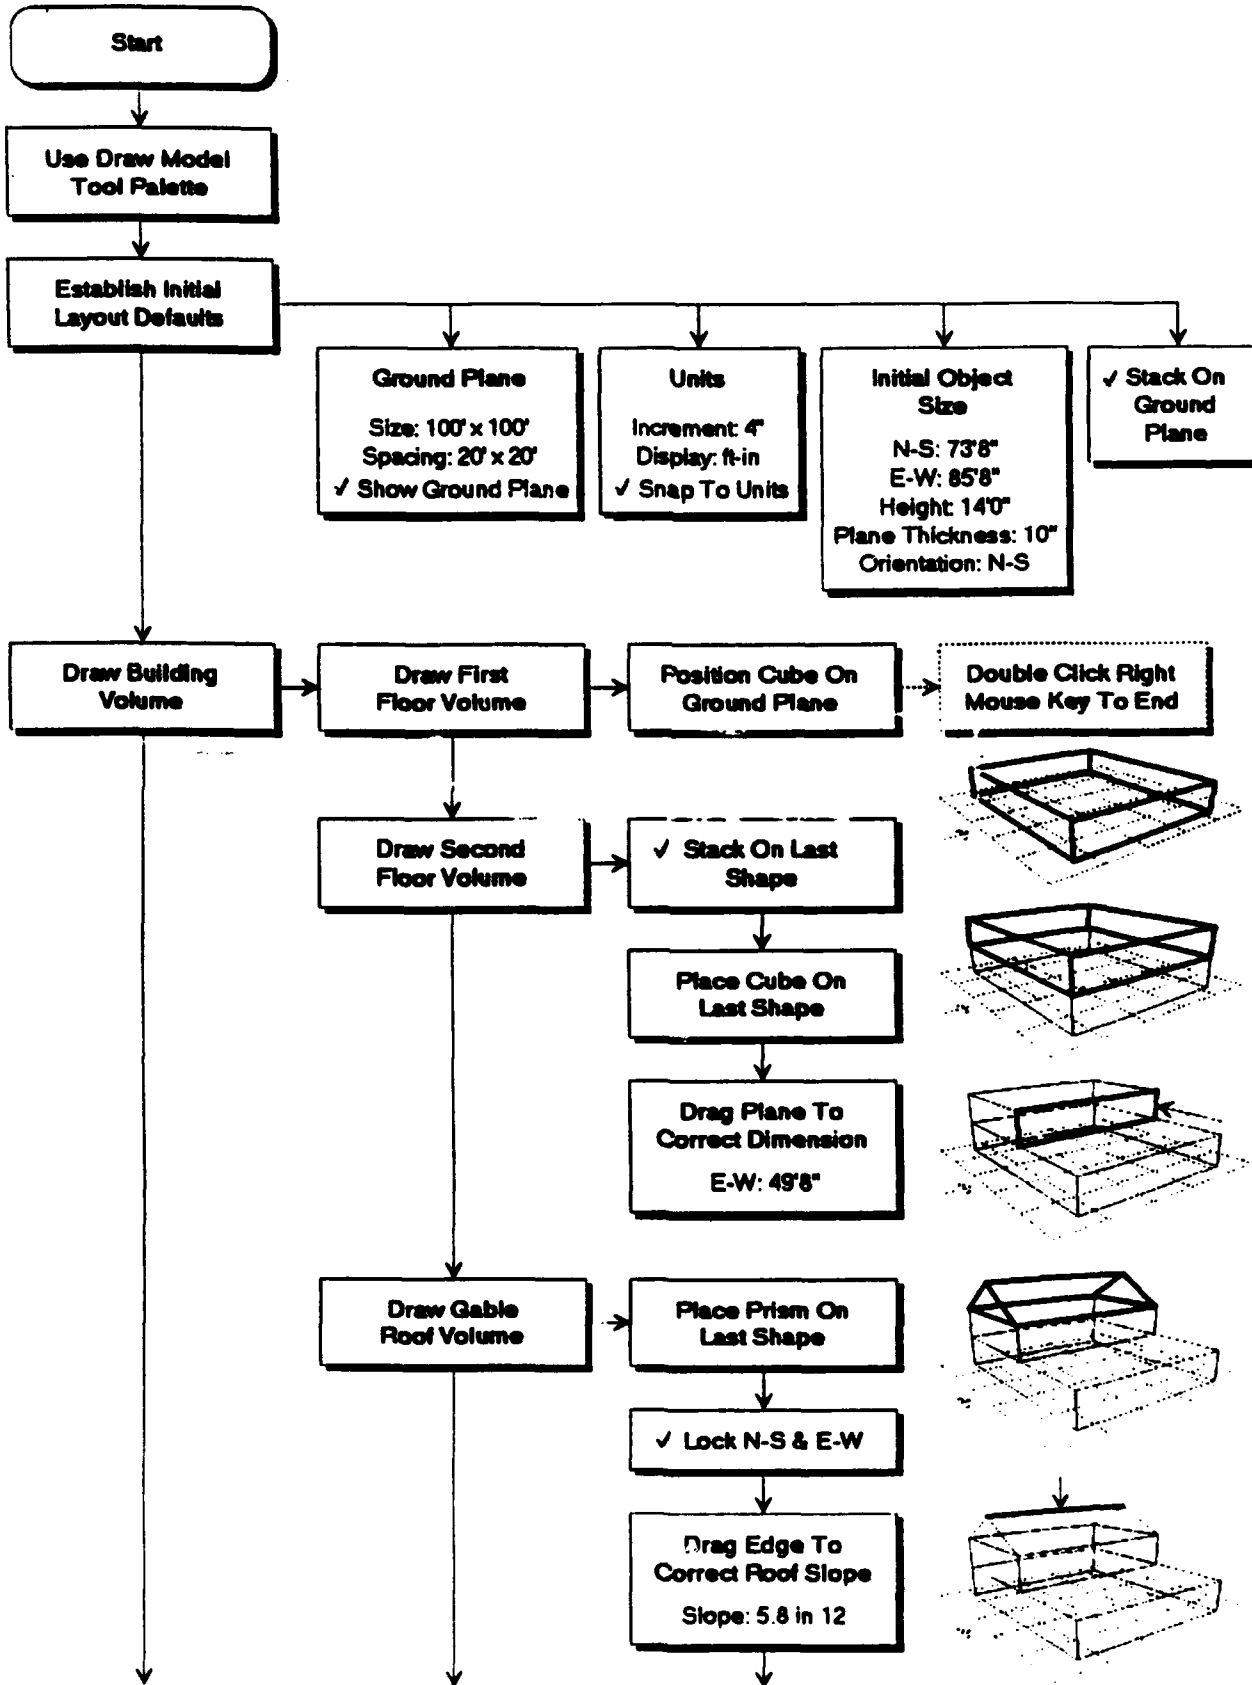 Start
Use Draw Model
Tool Palette
Establish Initial
Layout Defaults
Ground Plane
Size: 100' x 100'
Spacing: 20' x 20'
✓ Show Ground Plane
Units
Increment: 4"
Display: ft-in
✓ Snap To Units
Initial Object
Size
N-S: 73'8"
E-W: 85'8"
Height: 14'0"
Plane Thickness: 10"
Orientation: N-S
✓ Stack On
Ground
Plane
Draw Building
Volume
Draw First
Floor Volume
Position Cube On
Ground Plane
Double Click Right
Mouse Key To End
Draw Second
Floor Volume
✓ Stack On Last
Shape
Place Cube On
Last Shape
Drag Plane To
Correct Dimension
E-W: 49'8"
Draw Gable
Roof Volume
Place Prism On
Last Shape
✓ Lock N-S & E-W
Drag Edge To
Correct Roof Slope
Slope: 5.8 in 12